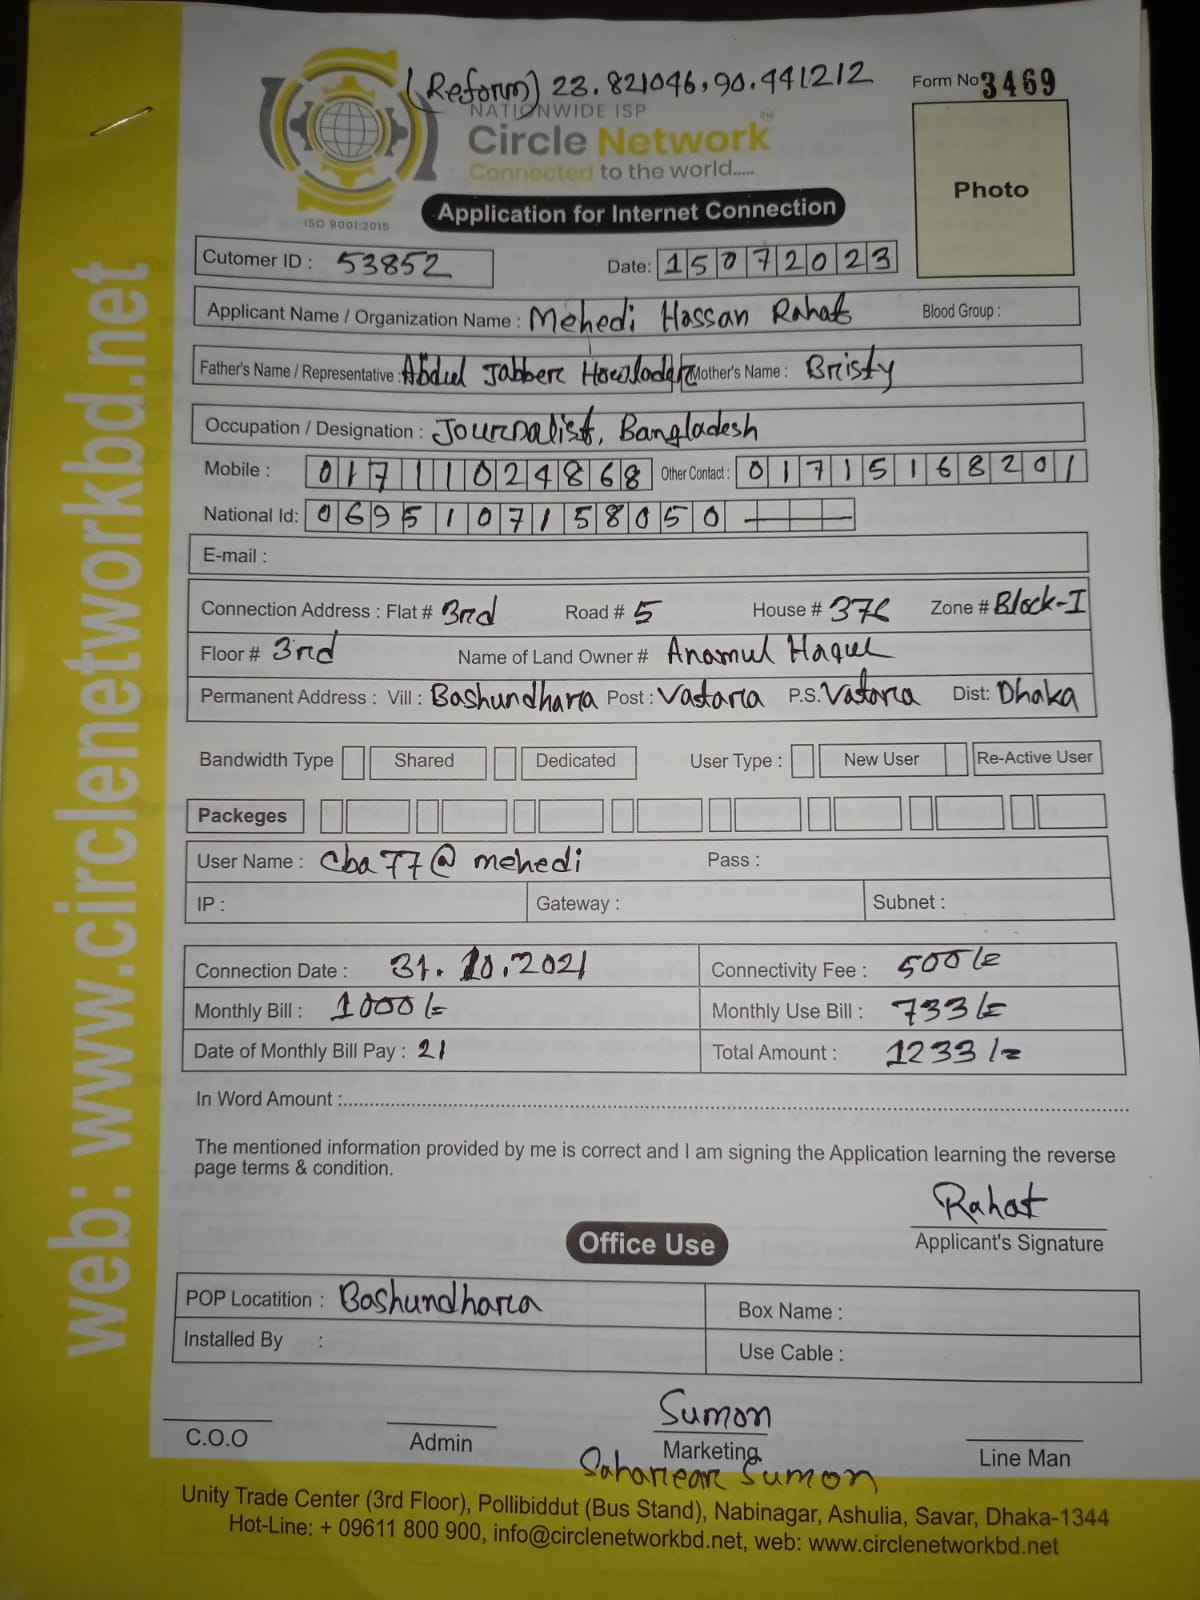 (Reform) 23.821046,90.441212
Form No 3469
NATIONWIDE ISP
Circle Network
Connected to the world.....
ISO 9001:2015
Photo
Application for Internet Connection
Cutomer ID : 53852
Date: 15072023
Applicant Name / Organization Name : Mehedi Hassan Rahat Blood Group :
Father's Name / Representative : Abdul Jabber Howlader Mother's Name : Bristy
Occupation / Designation : Journalist, Bangladesh
Mobile : 01711024868 Other Contact : 01715168201
National Id: 0695107158050
E-mail :
Connection Address : Flat # 3rd Road # 5 House # 376 Zone # Block-I
Floor # 3rd Name of Land Owner # Anamul Haque
Permanent Address : Vill : Bashundhara Post : Vatara P.S. Vatara Dist: Dhaka
Bandwidth Type Shared Dedicated User Type : New User Re-Active User
Packeges
User Name : Cba77@mehedi Pass :
IP : Gateway : Subnet :
Connection Date : 31.10.2021 Connectivity Fee : 500/=
Monthly Bill : 1000/= Monthly Use Bill : 733/=
Date of Monthly Bill Pay : 21 Total Amount : 1233/=
In Word Amount :
The mentioned information provided by me is correct and I am signing the Application learning the reverse
page terms & condition.
Rahat
Applicant's Signature
Office Use
POP Locatition : Bashundhara Box Name :
Installed By : Use Cable :
Sumon
C.O.O Admin Marketing Line Man
Sahariear Sumon
Unity Trade Center (3rd Floor), Pollibiddut (Bus Stand), Nabinagar, Ashulia, Savar, Dhaka-1344
Hot-Line: + 09611 800 900, info@circlenetworkbd.net, web: www.circlenetworkbd.net
web: www.circlenetworkbd.net